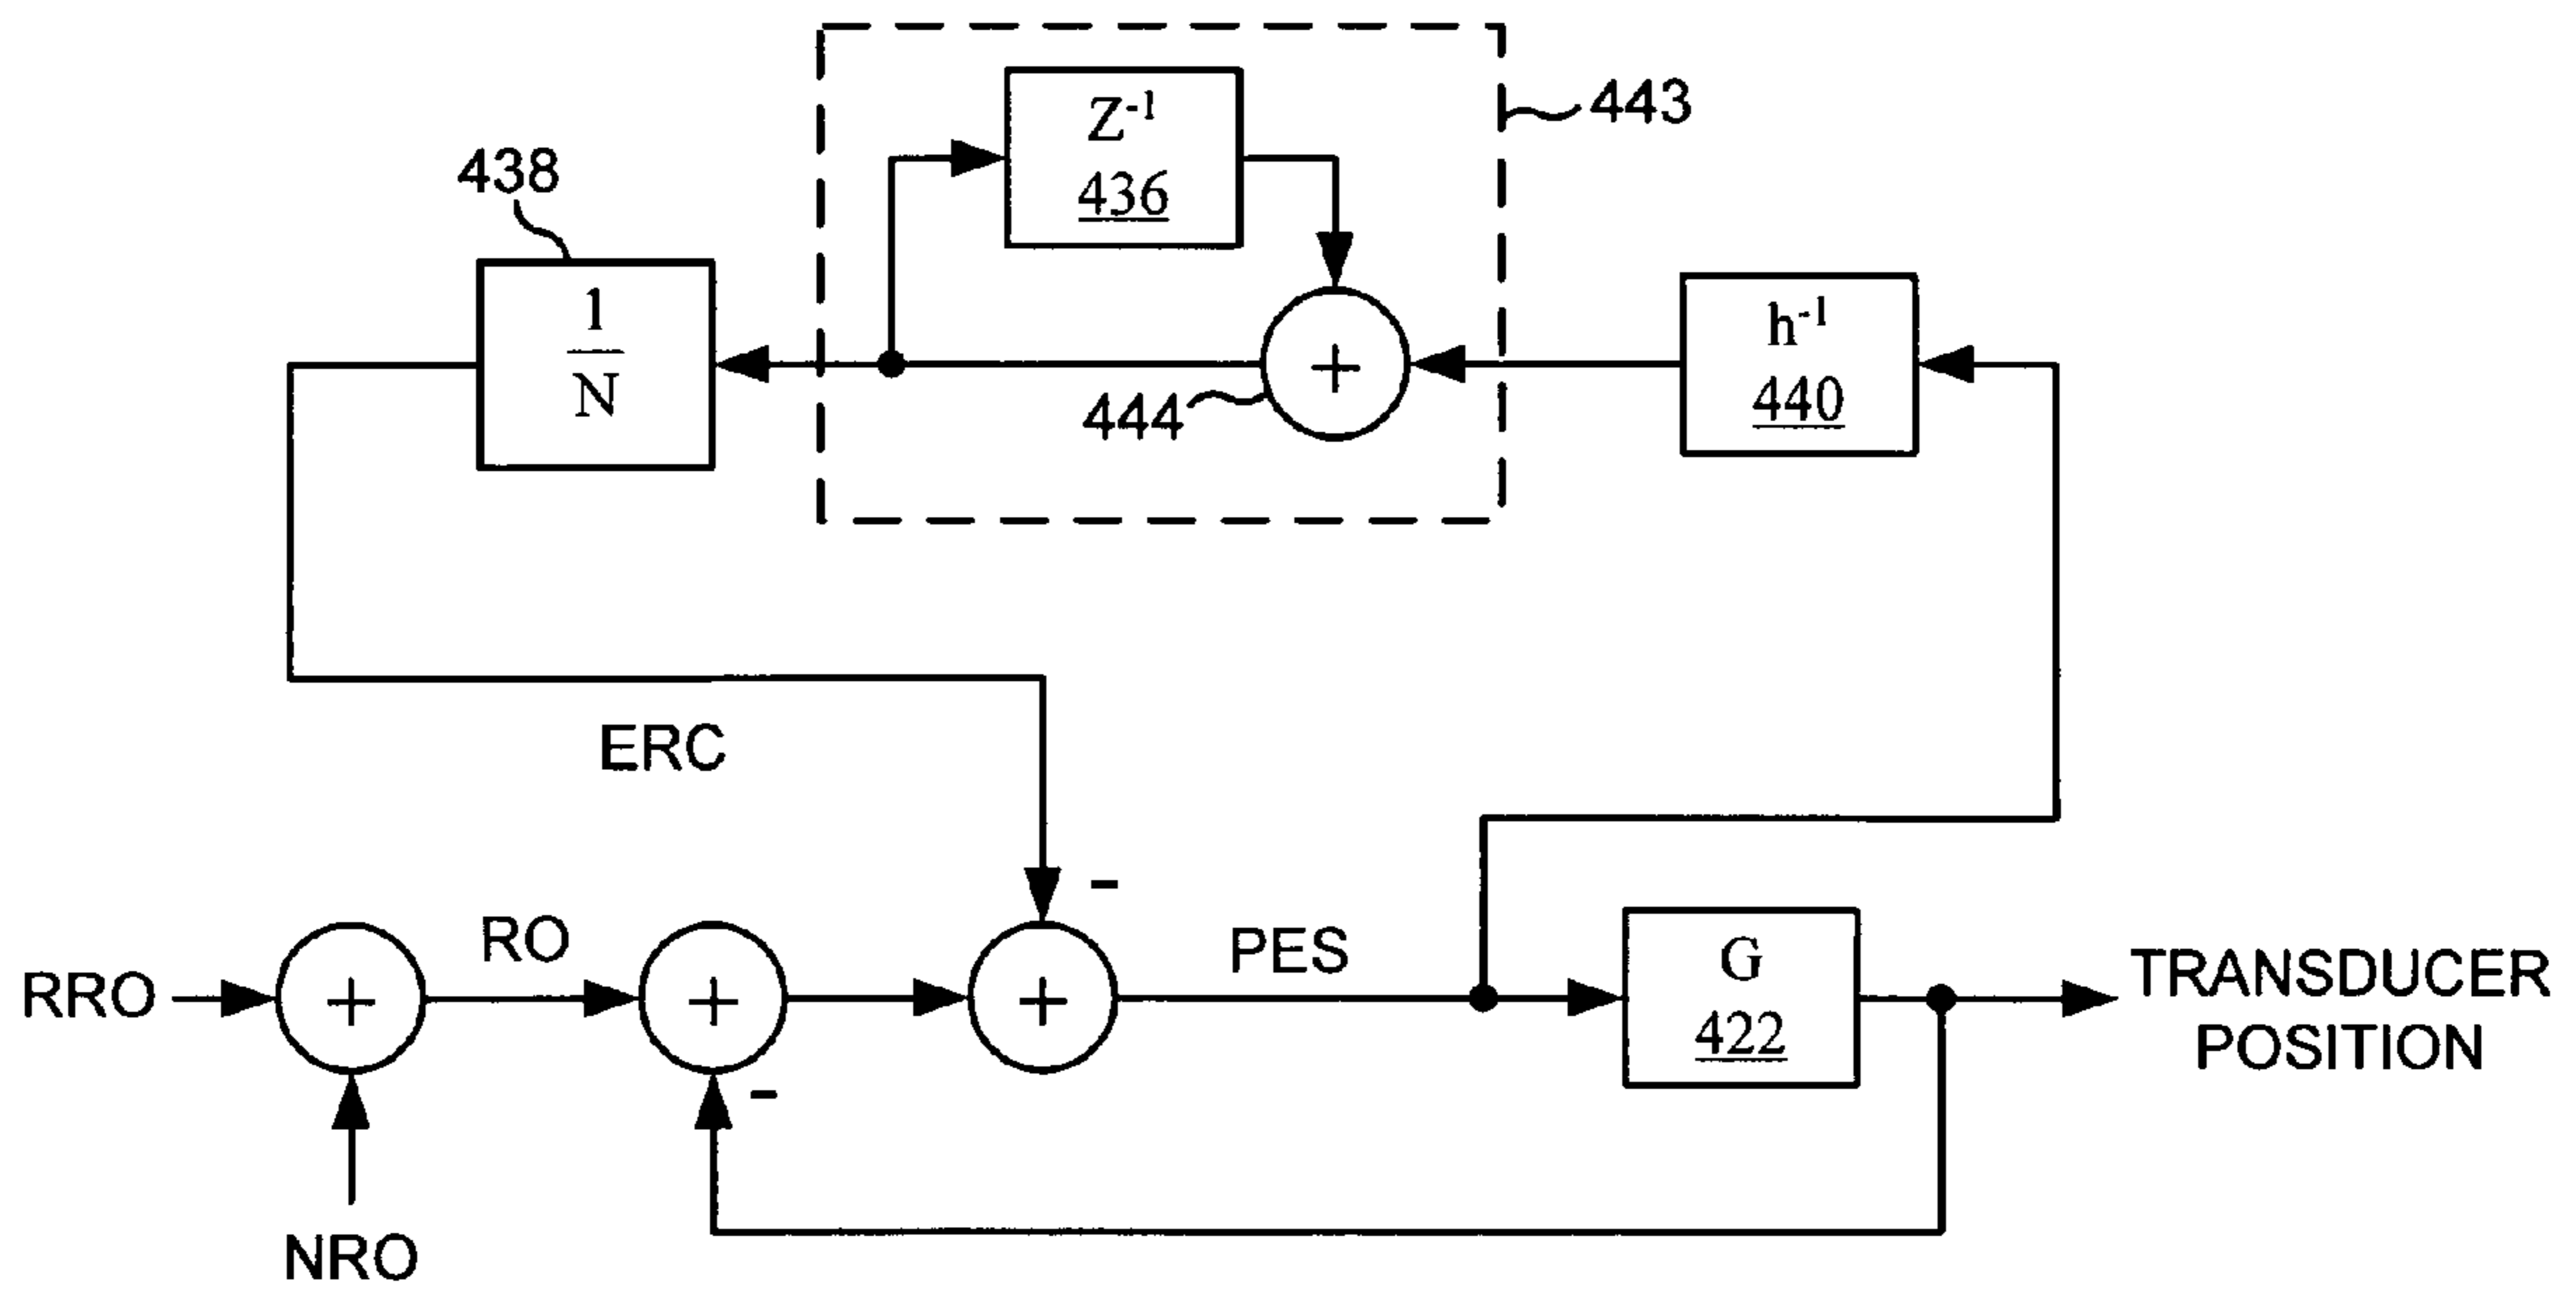 443
Z⁻¹
436
438
1
N
+
444
h⁻¹
440
ERC
-
RRO
+
RO
+
-
+
PES
G
422
TRANSDUCER
POSITION
NRO